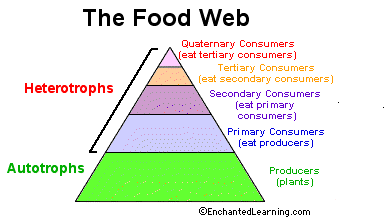 The Food Web
Quaternary Consumers
(eat tertiary consumers)
Tertiary Consumers
(eat secondary consumers)
Heterotrophs
Secondary Consumers
(eat primary
consumers)
Primary Consumers
(eat producers)
Autotrophs
Producers
(plants)
©EnchantedLearning.com